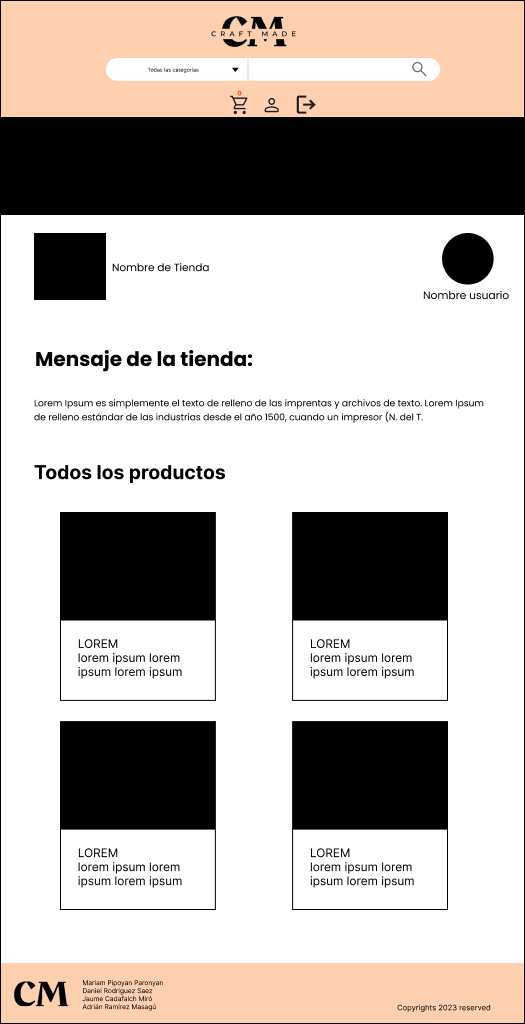 CM
CRAFT MADE
Todas las categorías
0
Nombre de Tienda
Nombre usuario
Mensaje de la tienda:
Lorem Ipsum es simplemente el texto de relleno de las imprentas y archivos de texto. Lorem Ipsum
de relleno estándar de las industrias desde el año 1500, cuando un impresor (N. del T.
Todos los productos
LOREM
lorem ipsum lorem
ipsum lorem ipsum
LOREM
lorem ipsum lorem
ipsum lorem ipsum
LOREM
lorem ipsum lorem
ipsum lorem ipsum
LOREM
lorem ipsum lorem
ipsum lorem ipsum
CM
Mariam Pipoyan Paronyan
Daniel Rodriguez Saez
Jaume Cadafalch Miró
Adrián Ramírez Masagú
Copyrights 2023 reserved